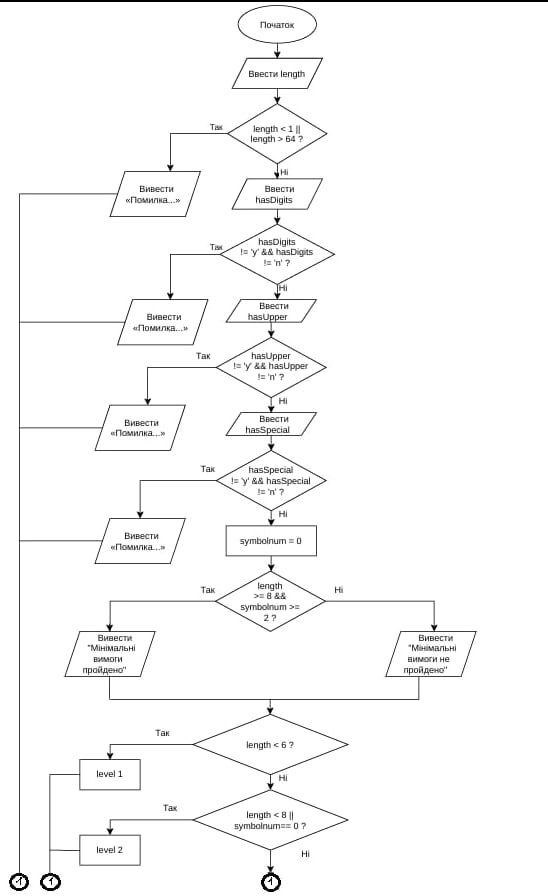 Початок
Ввести length
length < 1 ||
length > 64 ?
Так
Ні
Вивести
«Помилка...»
Ввести
hasDigits
hasDigits
!= 'y' && hasDigits
!= 'n' ?
Так
Ні
Вивести
«Помилка...»
Ввести
hasUpper
hasUpper
!= 'y' && hasUpper
!= 'n' ?
Так
Ні
Вивести
«Помилка...»
Ввести
hasSpecial
hasSpecial
!= 'y' && hasSpecial
!= 'n' ?
Так
Ні
Вивести
«Помилка...»
symbolnum = 0
length
>= 8 &&
symbolnum >=
2 ?
Так
Ні
Вивести
"Мінімальні
вимоги
пройдено"
Вивести
"Мінімальні
вимоги не
пройдено"
length < 6 ?
Так
Ні
level 1
length < 8 ||
symbolnum== 0 ?
Так
Ні
level 2
1
1